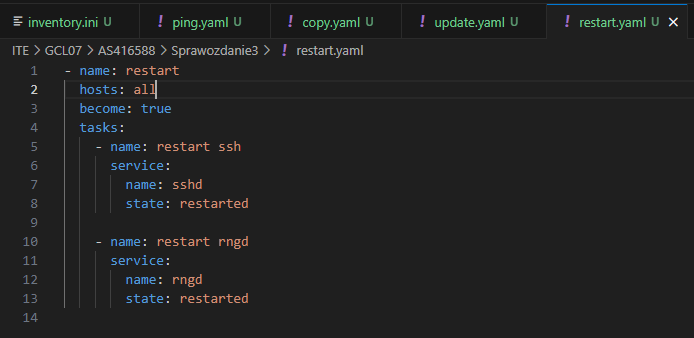 inventory.ini U ! ping.yaml U ! copy.yaml U ! update.yaml U ! restart.yaml U ×
ITE > GCL07 > AS416588 > Sprawozdanie3 > ! restart.yaml
1 - name: restart
2 hosts: all
3 become: true
4 tasks:
5 - name: restart ssh
6 service:
7 name: sshd
8 state: restarted
9
10 - name: restart rngd
11 service:
12 name: rngd
13 state: restarted
14